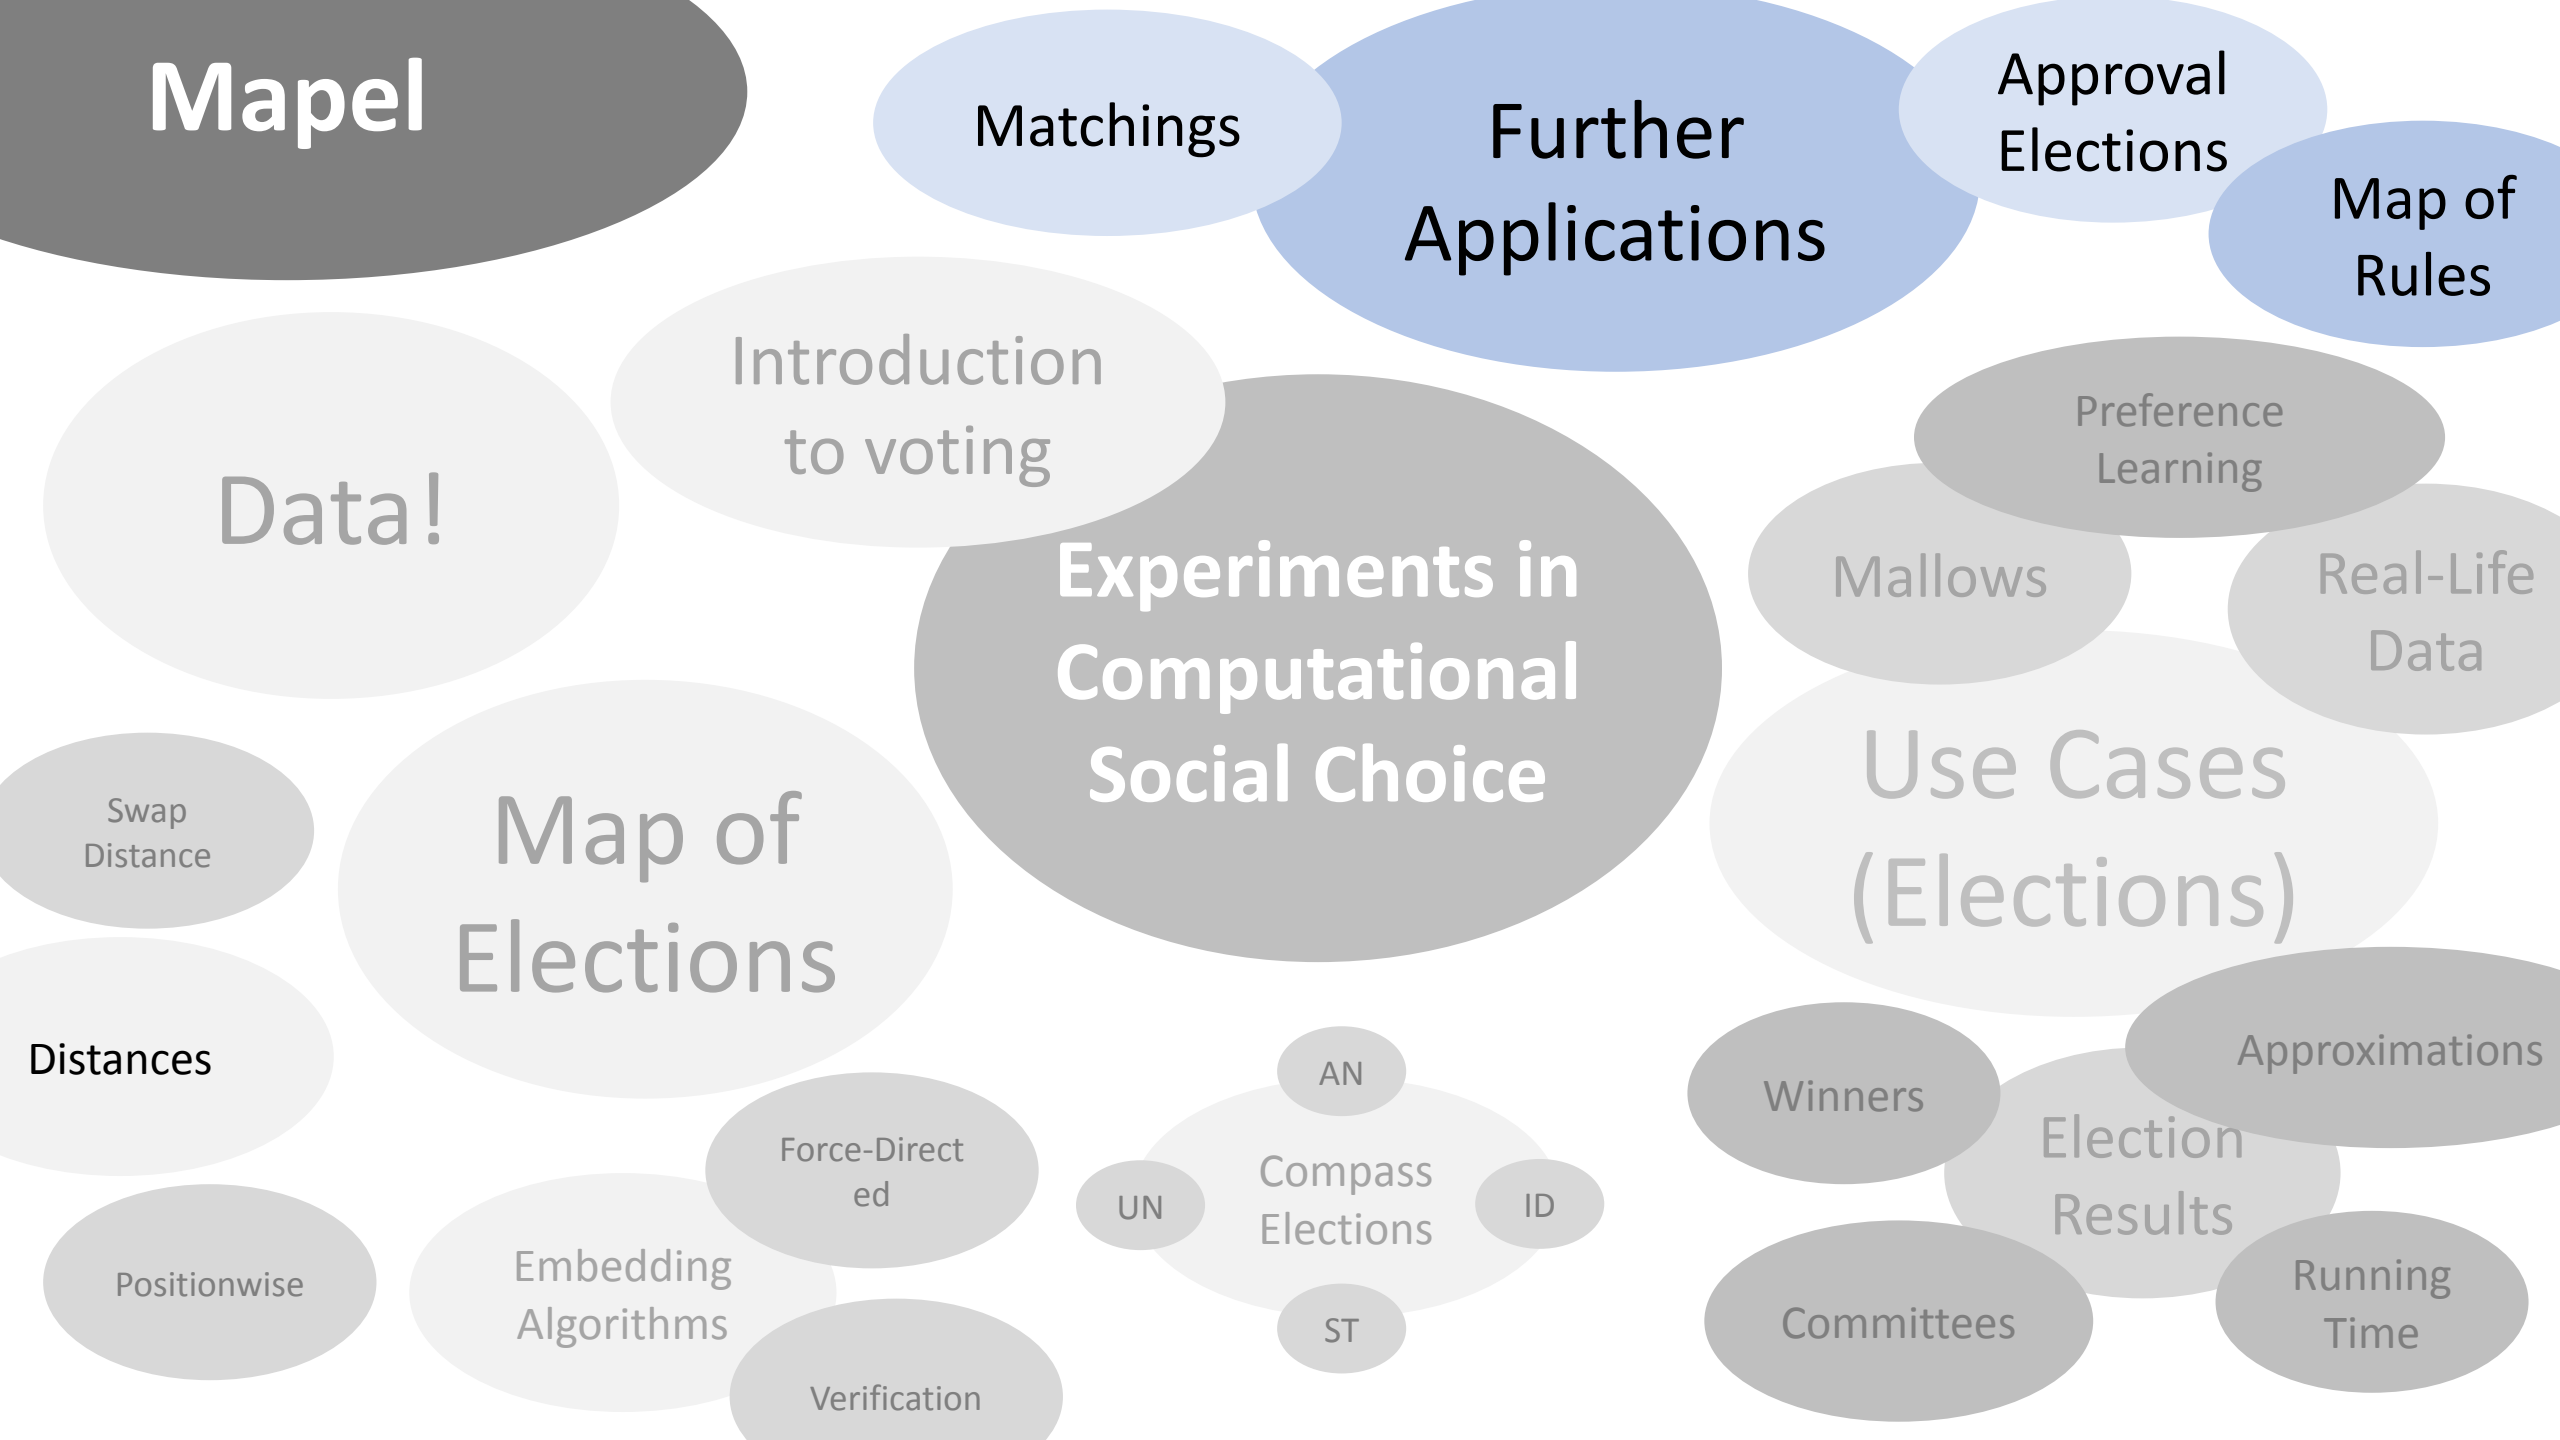 Mapel
Matchings
Further
Applications
Approval
Elections
Map of
Rules
Introduction
to voting
Data!
Experiments in
Computational
Social Choice
Preference
Learning
Mallows
Real-Life
Data
Use Cases
(Elections)
Swap
Distance
Map of
Elections
Distances
Positionwise
Force-Direct
ed
Embedding
Algorithms
Verification
AN
UN
Compass
Elections
ID
ST
Winners
Approximations
Election
Results
Committees
Running
Time